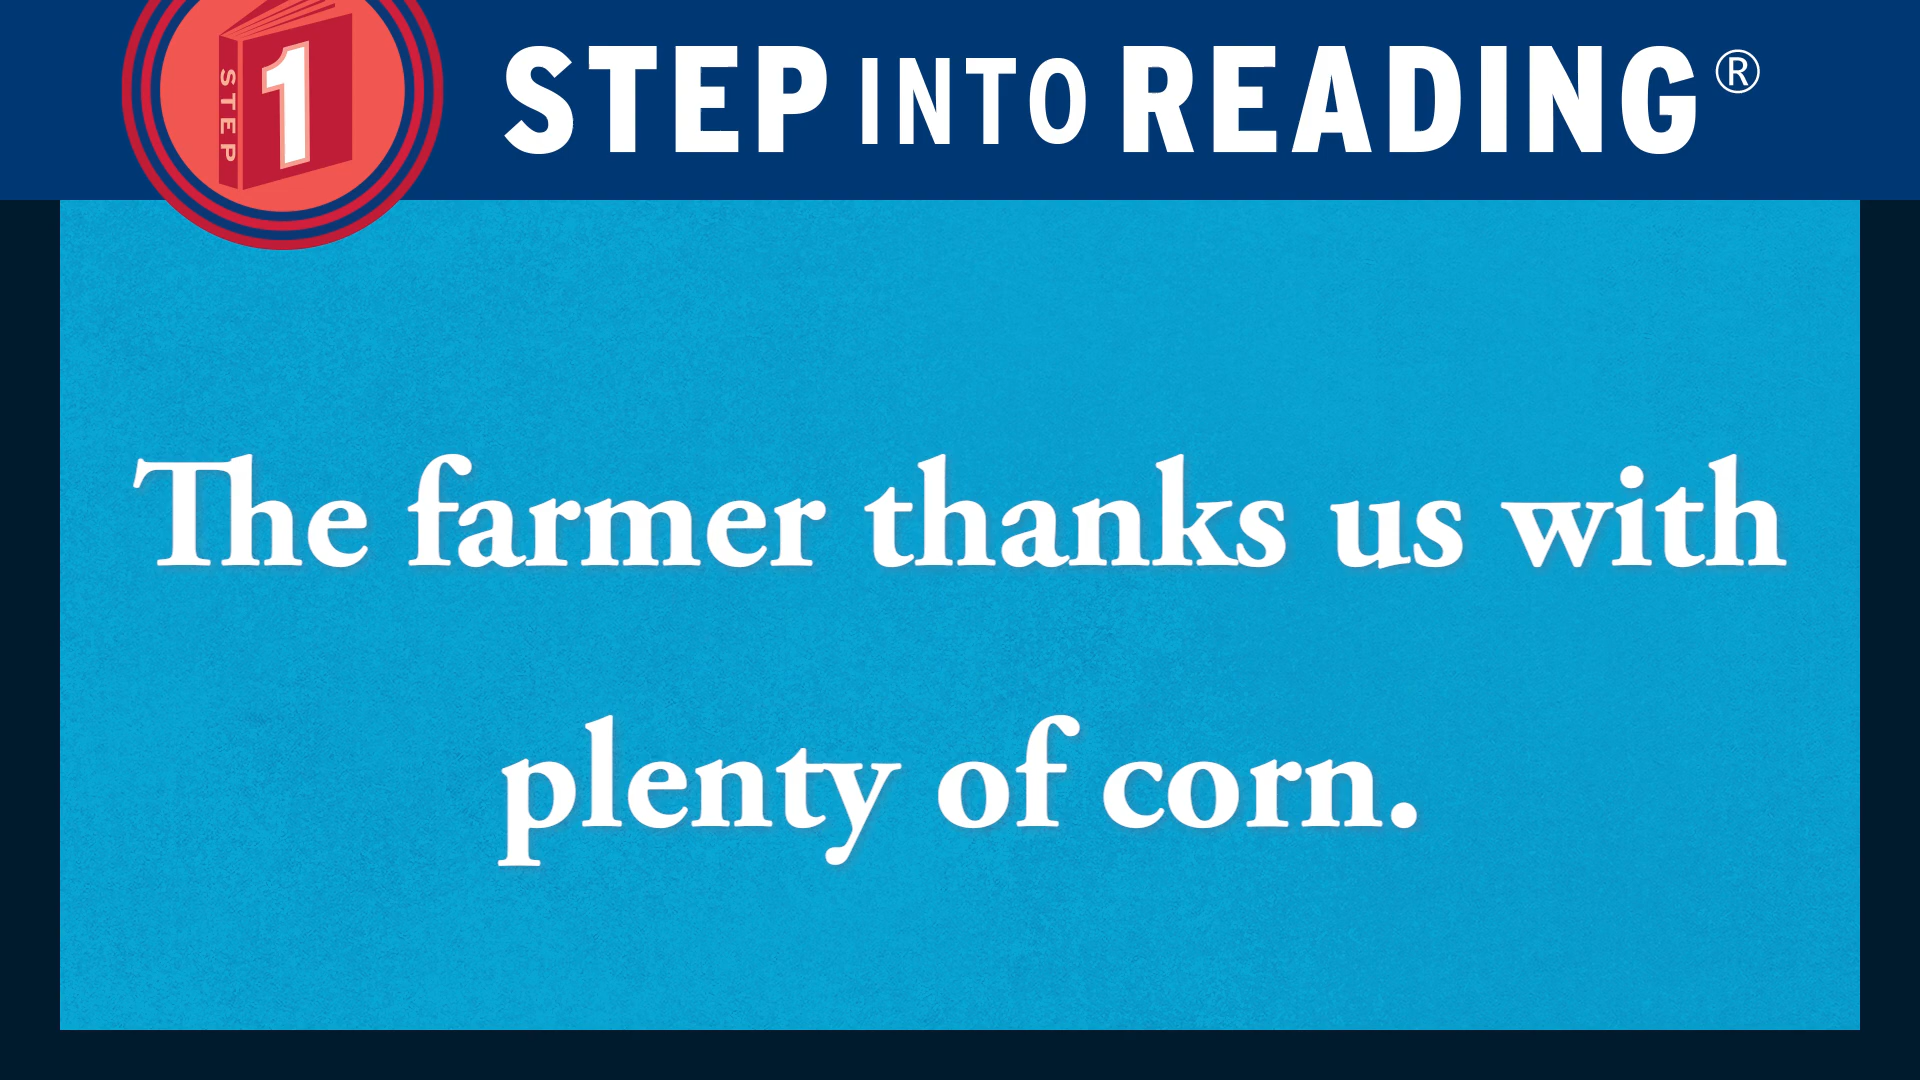 STEP 1
STEP INTO READING®
The farmer thanks us with
plenty of corn.